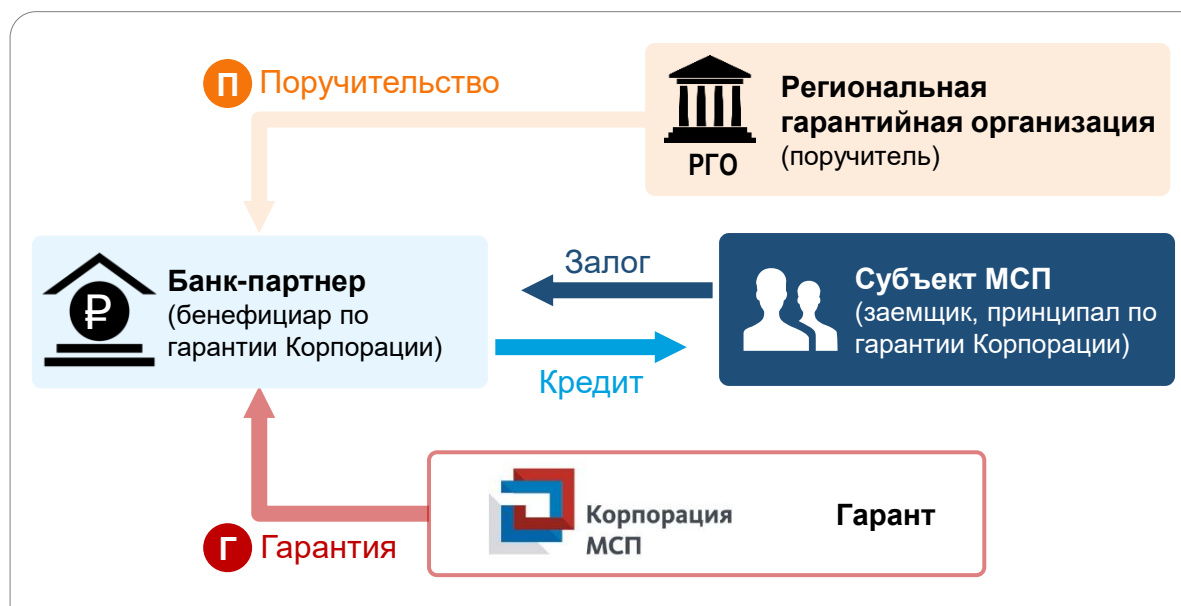 П Поручительство
Региональная
гарантийная организация
(поручитель)
РГО
Банк-партнер
(бенефициар по
гарантии Корпорации)
₽
Залог
Кредит
Субъект МСП
(заемщик, принципал по
гарантии Корпорации)
Г Гарантия
Корпорация
МСП
Гарант